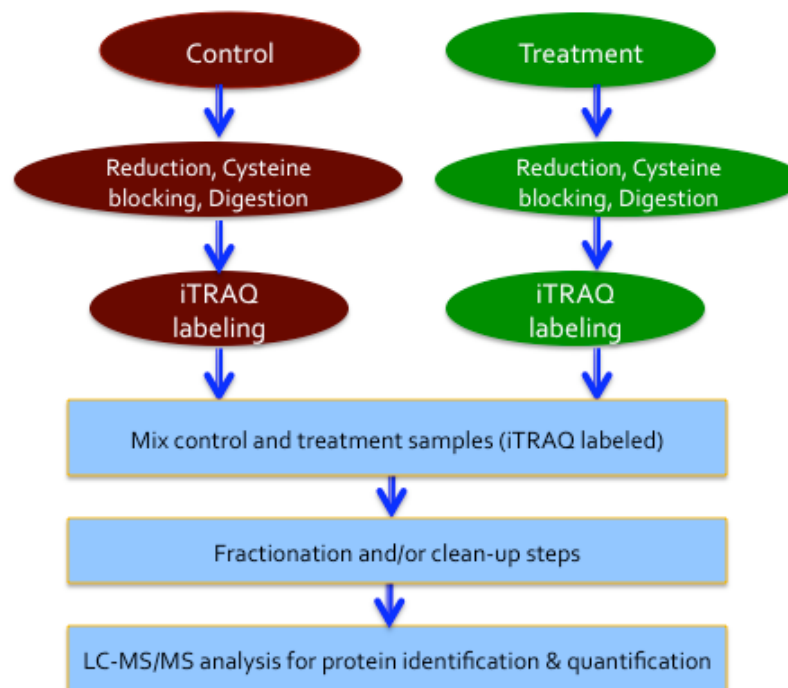 Control
Treatment
Reduction, Cysteine
blocking, Digestion
Reduction, Cysteine
blocking, Digestion
iTRAQ
labeling
iTRAQ
labeling
Mix control and treatment samples (iTRAQ labeled)
Fractionation and/or clean-up steps
LC-MS/MS analysis for protein identification & quantification